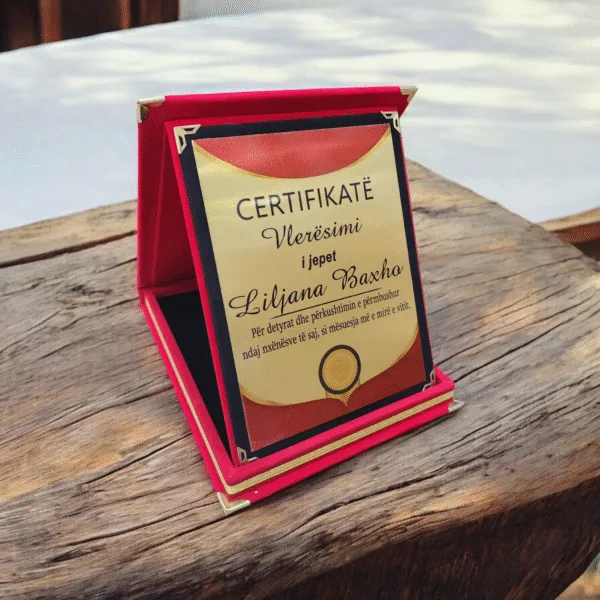 CERTIFIKATË
Vlerësimi
i jepet
Liljana Baxho
Për detyrat dhe përkushtimin e përmbushur
ndaj nxënësve të saj, si mësuesja më e mirë e vitit.